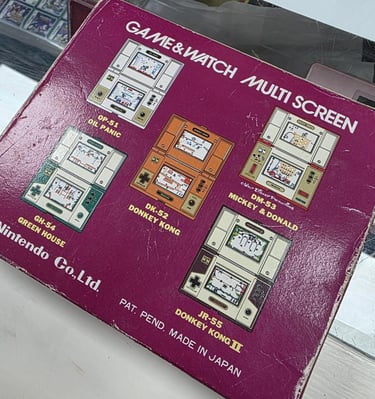 GAME&WATCH MULTI SCREEN
OP-51
OIL PANIC
DM-53
MICKEY & DONALD
DK-52
DONKEY KONG
GH-54
GREEN HOUSE
JR-55
DONKEY KONG II
Nintendo Co., Ltd.
PAT. PEND. MADE IN JAPAN